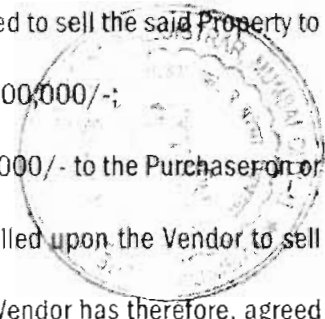 ed to sell the said Property to
00,000/-;
,000/- to the Purchaser on or
lled upon the Vendor to sell
Vendor has therefore, agreed